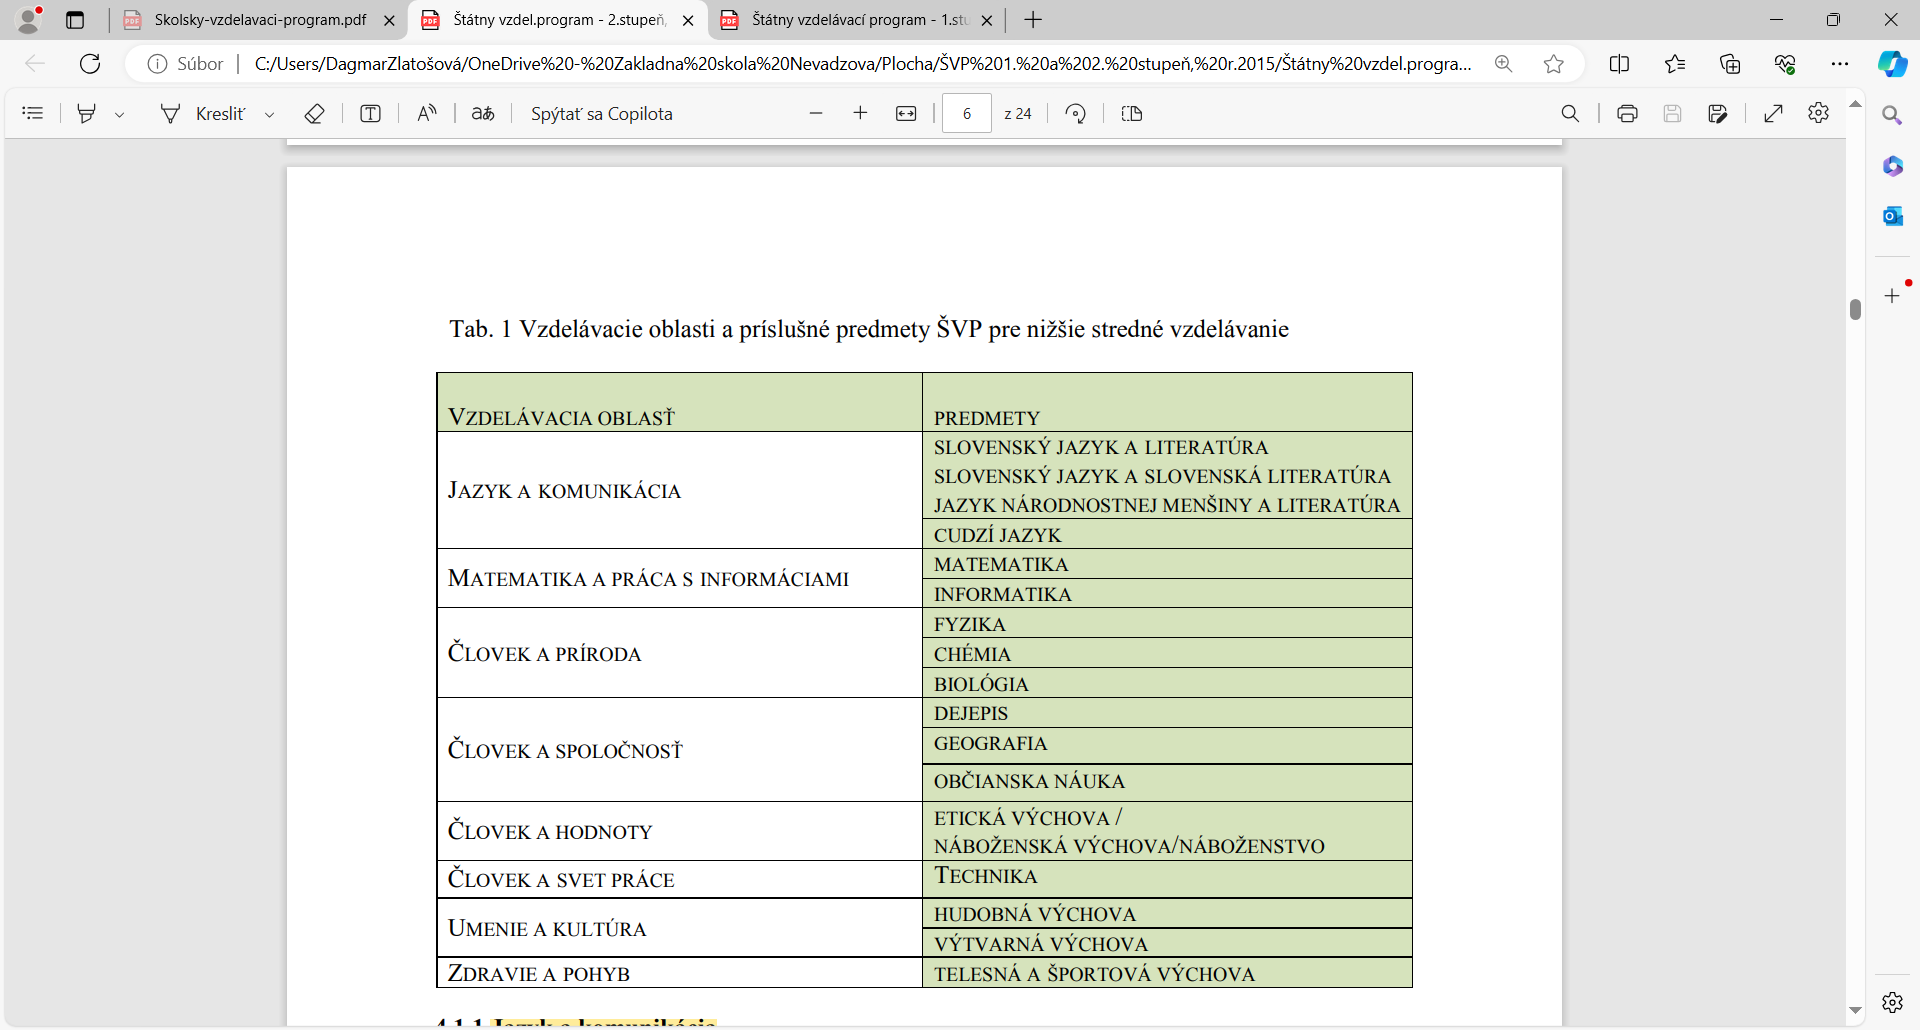 Skolsky-vzdelavaci-program.pdf
Štátny vzdel.program - 2.stupeň,
Štátny vzdelávací program - 1.stu
Súbor
C:/Users/DagmarZlatošová/OneDrive%20-%20Zakladna%20skola%20Nevadzova/Plocha/ŠVP%201.%20a%202.%20stupeň,%20r.2015/Štátny%20vzdel.progra...
Kresliť
Spýtať sa Copilota
6
z 24
Tab. 1 Vzdelávacie oblasti a príslušné predmety ŠVP pre nižšie stredné vzdelávanie
VZDELÁVACIA OBLASŤ
PREDMETY
JAZYK A KOMUNIKÁCIA
SLOVENSKÝ JAZYK A LITERATÚRA
SLOVENSKÝ JAZYK A SLOVENSKÁ LITERATÚRA
JAZYK NÁRODNOSTNEJ MENŠINY A LITERATÚRA
CUDZÍ JAZYK
MATEMATIKA A PRÁCA S INFORMÁCIAMI
MATEMATIKA
INFORMATIKA
ČLOVEK A PRÍRODA
FYZIKA
CHÉMIA
BIOLÓGIA
ČLOVEK A SPOLOČNOSŤ
DEJEPIS
GEOGRAFIA
OBČIANSKA NÁUKA
ČLOVEK A HODNOTY
ETICKÁ VÝCHOVA /
NÁBOŽENSKÁ VÝCHOVA/NÁBOŽENSTVO
ČLOVEK A SVET PRÁCE
TECHNIKA
UMENIE A KULTÚRA
HUDOBNÁ VÝCHOVA
VÝTVARNÁ VÝCHOVA
ZDRAVIE A POHYB
TELESNÁ A ŠPORTOVÁ VÝCHOVA
4.1.1 Jazyk a komunikácia